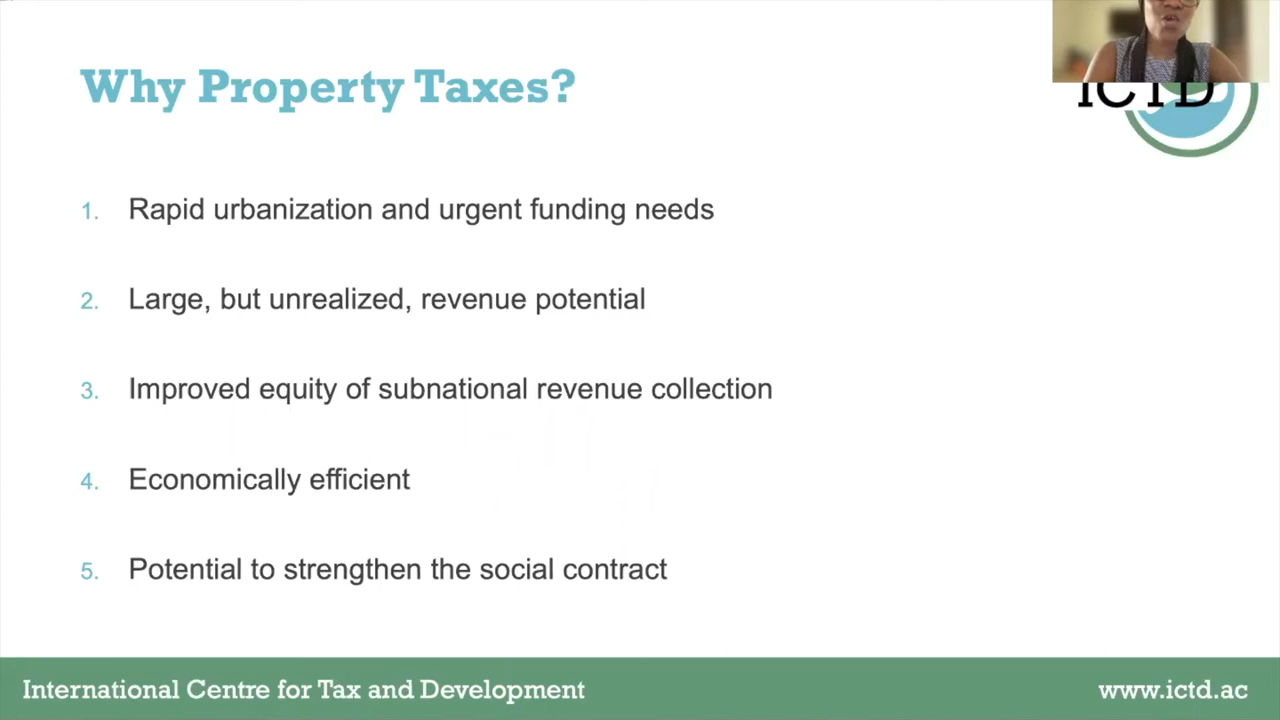 Why Property Taxes?
ICTD
1. Rapid urbanization and urgent funding needs
2. Large, but unrealized, revenue potential
3. Improved equity of subnational revenue collection
4. Economically efficient
5. Potential to strengthen the social contract
International Centre for Tax and Development
www.ictd.ac